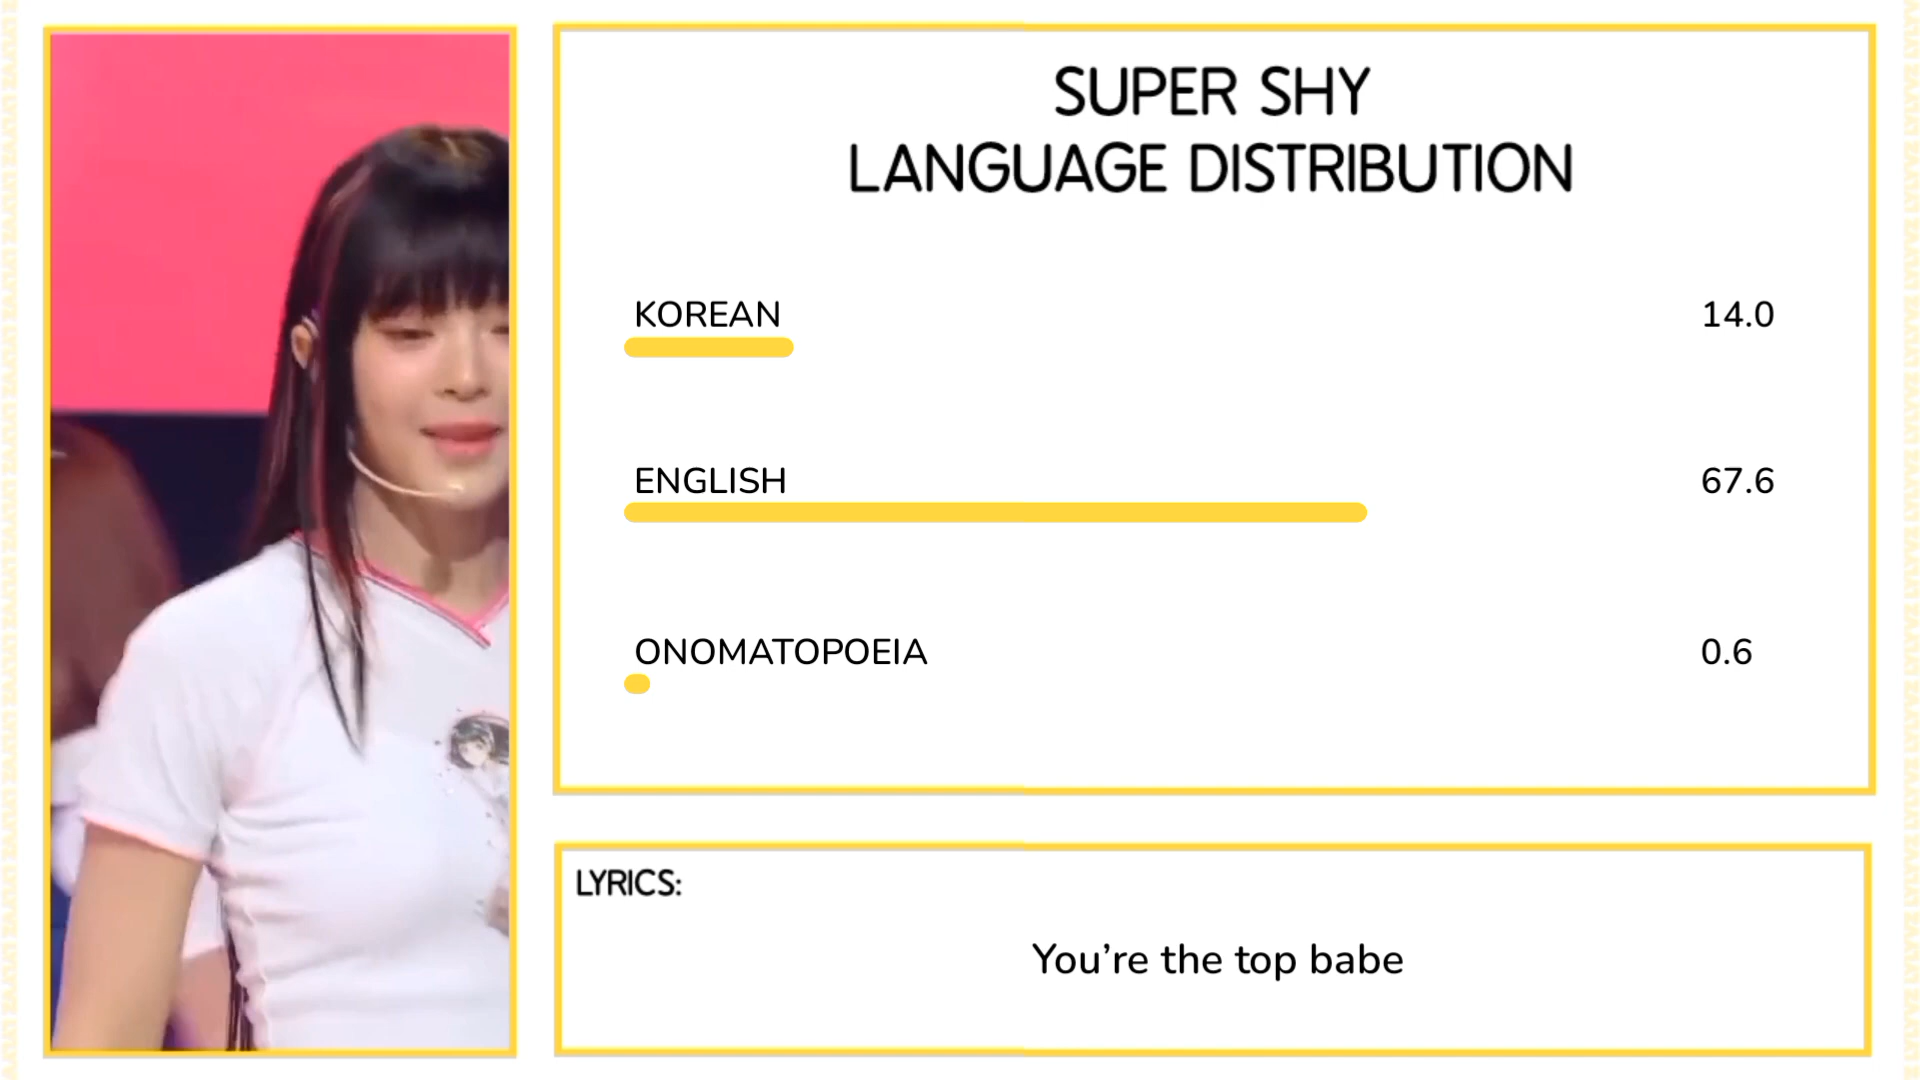 SUPER SHY
LANGUAGE DISTRIBUTION
KOREAN 14.0
ENGLISH 67.6
ONOMATOPOEIA 0.6
LYRICS:
You’re the top babe